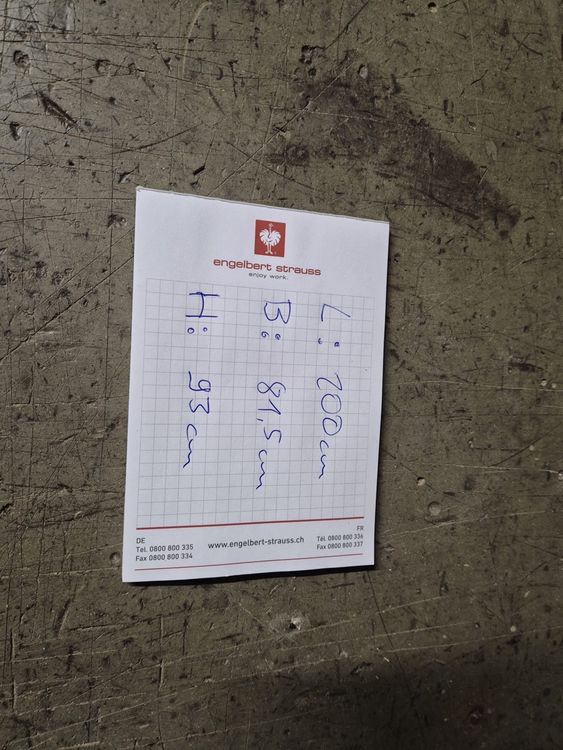 engelbert strauss
enjoy work.
L: 200cm
B: 81,5cm
H: 93cm
DE
Tel. 0800 800 335
Fax 0800 800 334
www.engelbert-strauss.ch
FR
Tél. 0800 800 336
Fax 0800 800 337